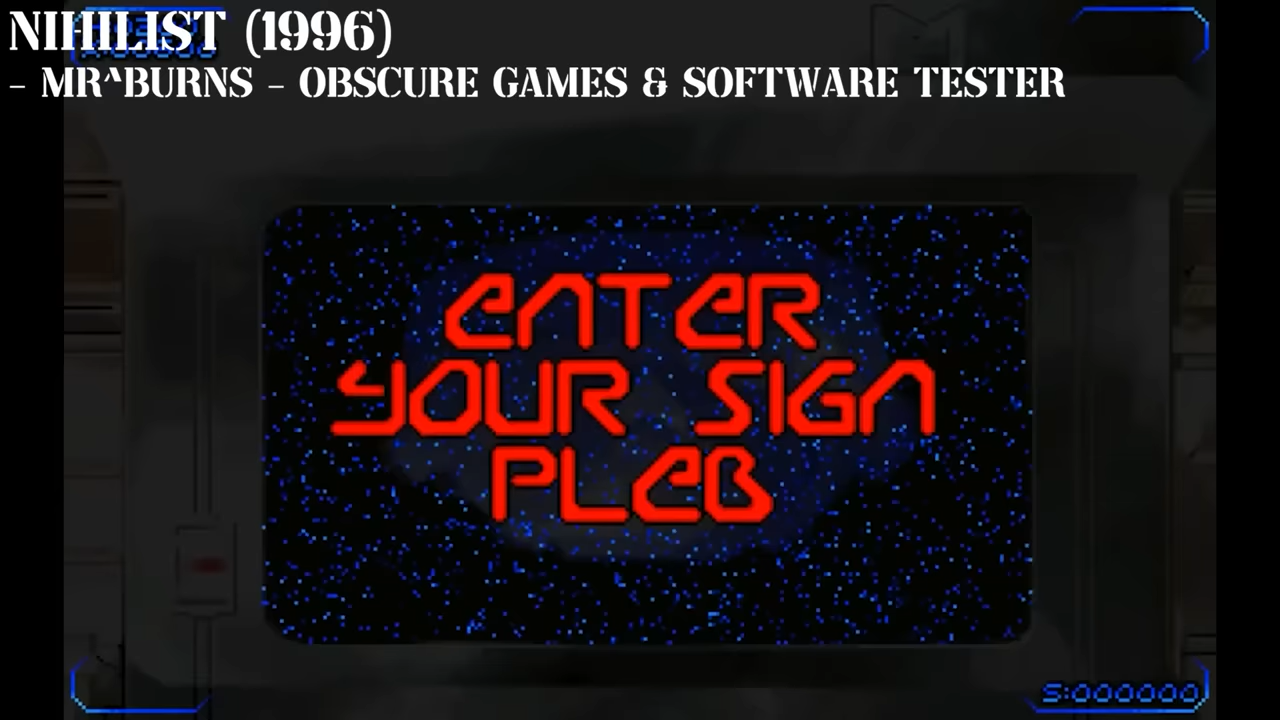 NIHILIST (1996)
- MR^BURNS - OBSCURE GAMES & SOFTWARE TESTER
ENTER
YOUR SIGN
PLEB
S:000000